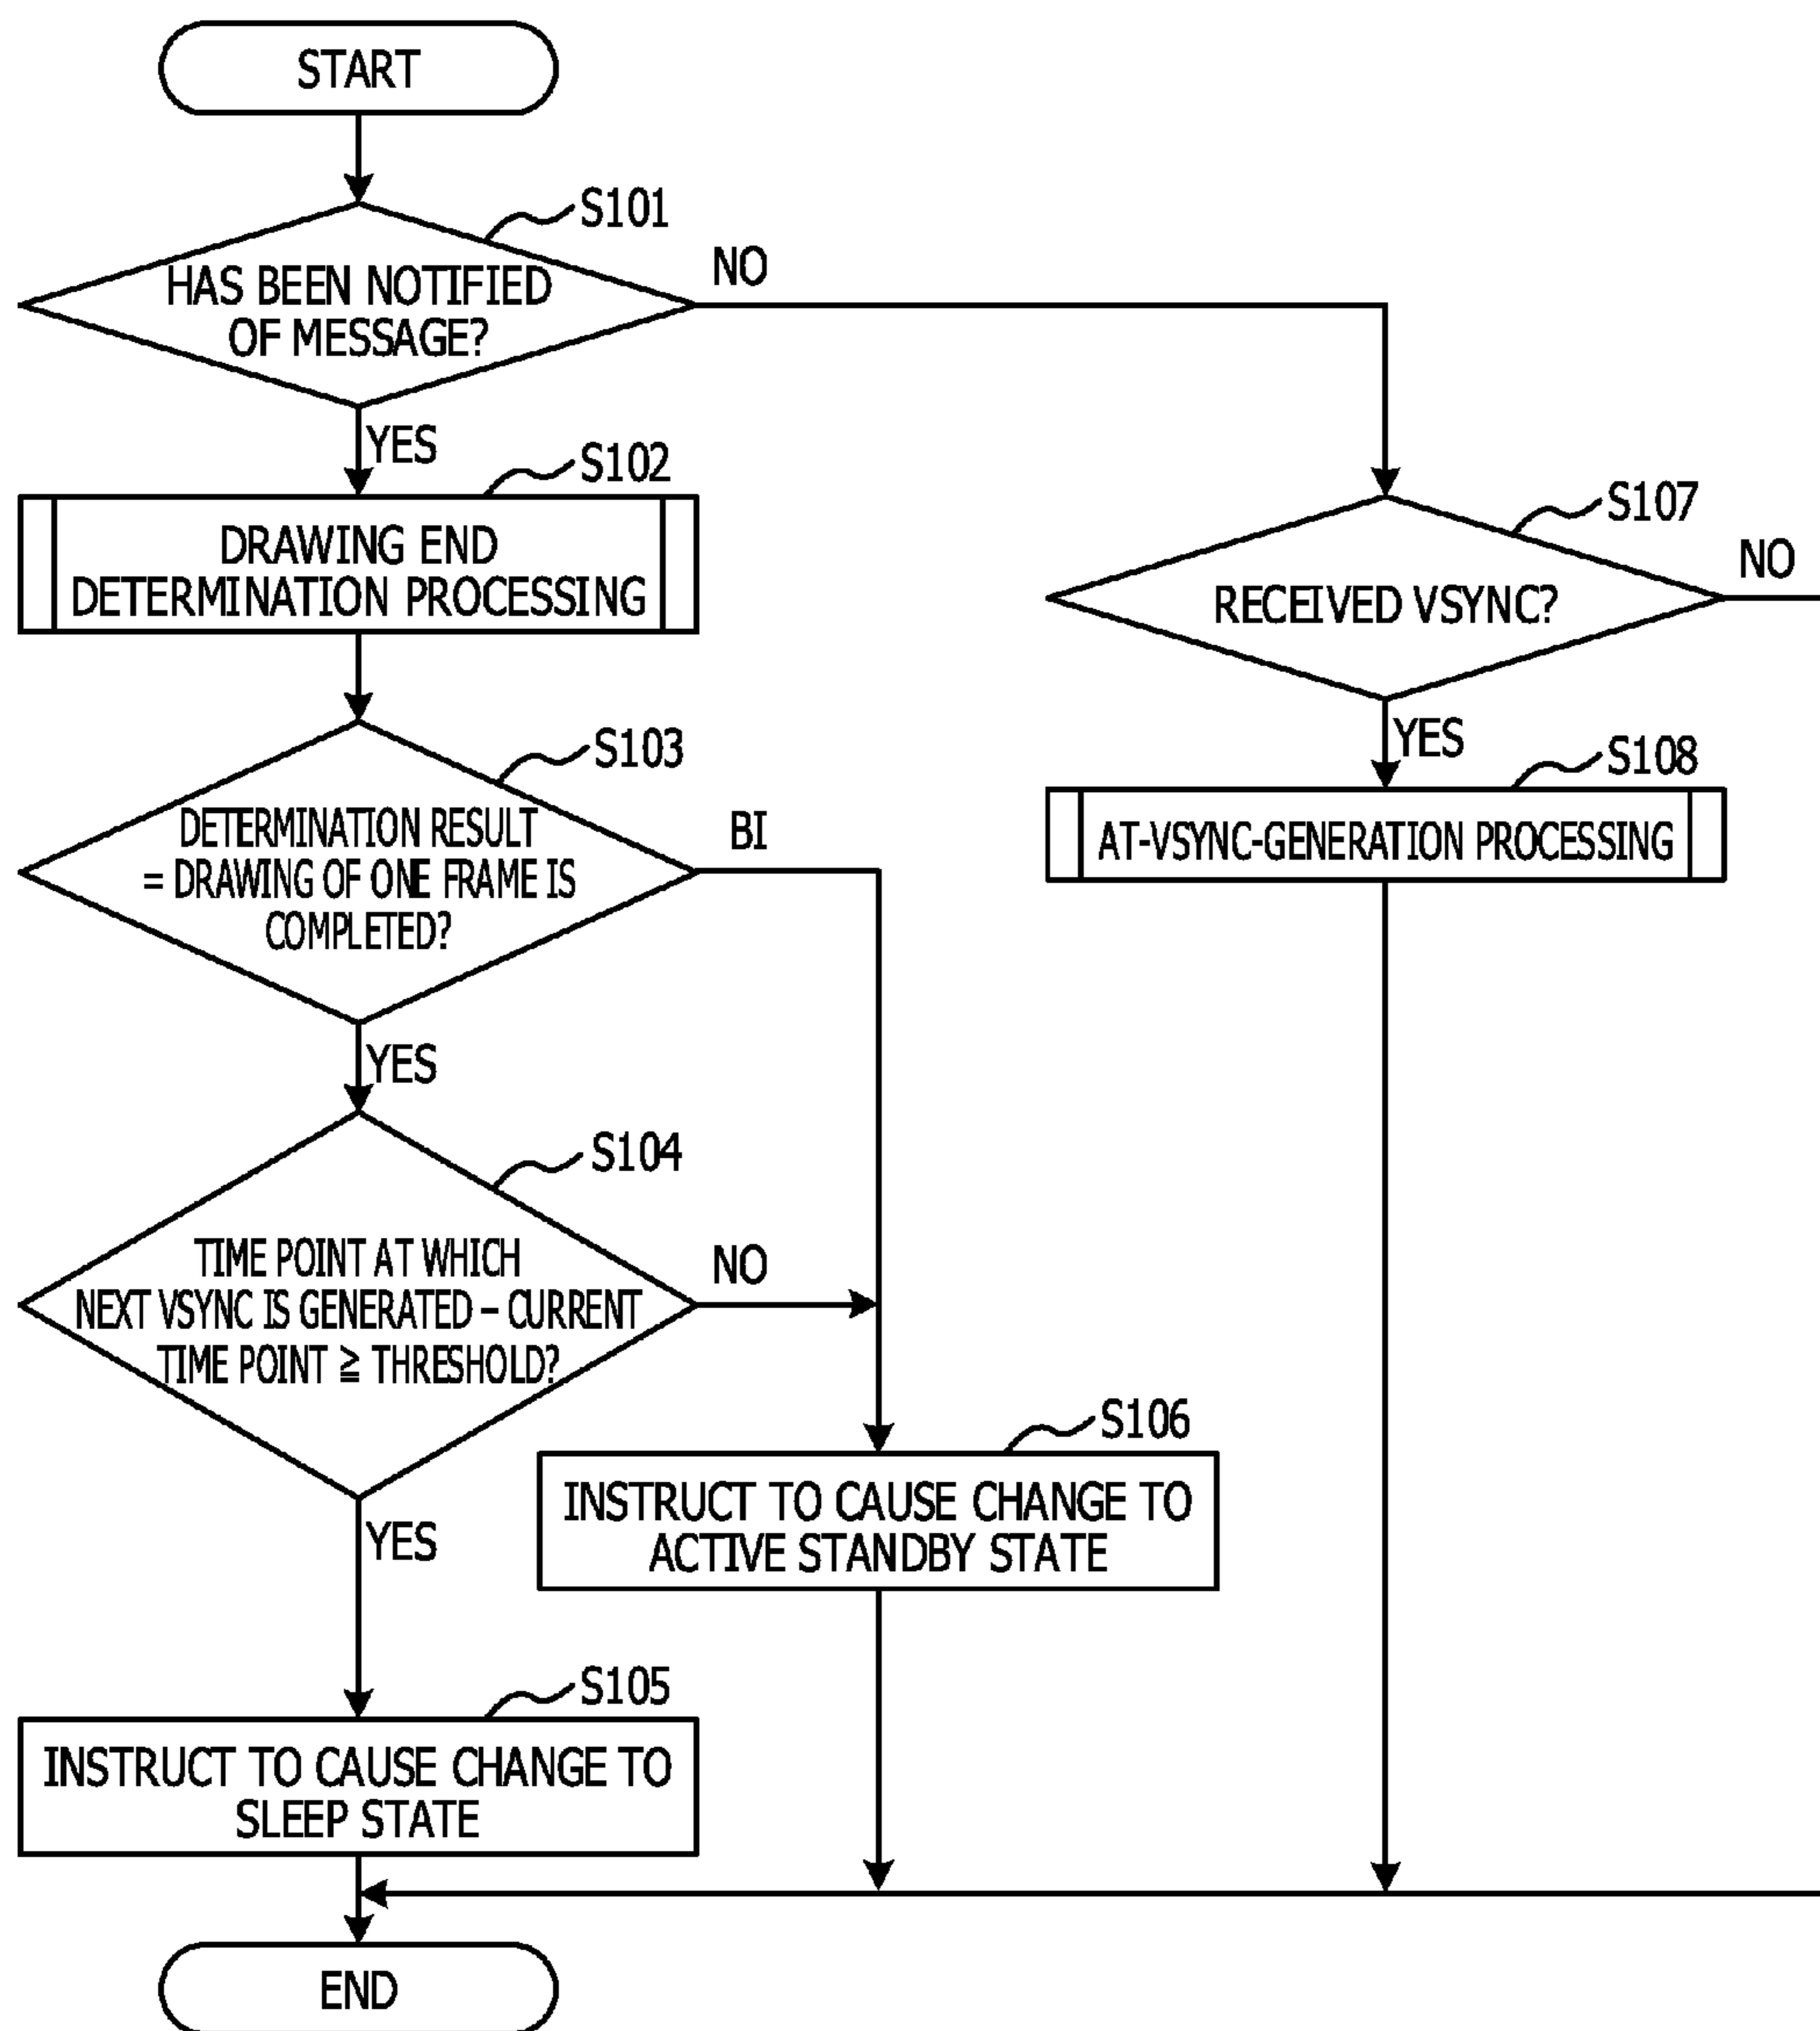 START
S101
HAS BEEN NOTIFIED
OF MESSAGE?
NO
YES
S102
DRAWING END
DETERMINATION PROCESSING
S103
DETERMINATION RESULT
= DRAWING OF ONE FRAME IS
COMPLETED?
BI
YES
S104
TIME POINT AT WHICH
NEXT VSYNC IS GENERATED – CURRENT
TIME POINT ≧ THRESHOLD?
NO
YES
S105
INSTRUCT TO CAUSE CHANGE TO
SLEEP STATE
S106
INSTRUCT TO CAUSE CHANGE TO
ACTIVE STANDBY STATE
S107
RECEIVED VSYNC?
NO
YES
S108
AT-VSYNC-GENERATION PROCESSING
END